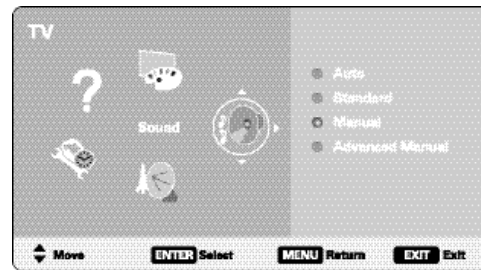 TV
Sound
Auto
Standard
Manual
Advanced Manual
Move ENTER Select MENU Return EXIT Exit